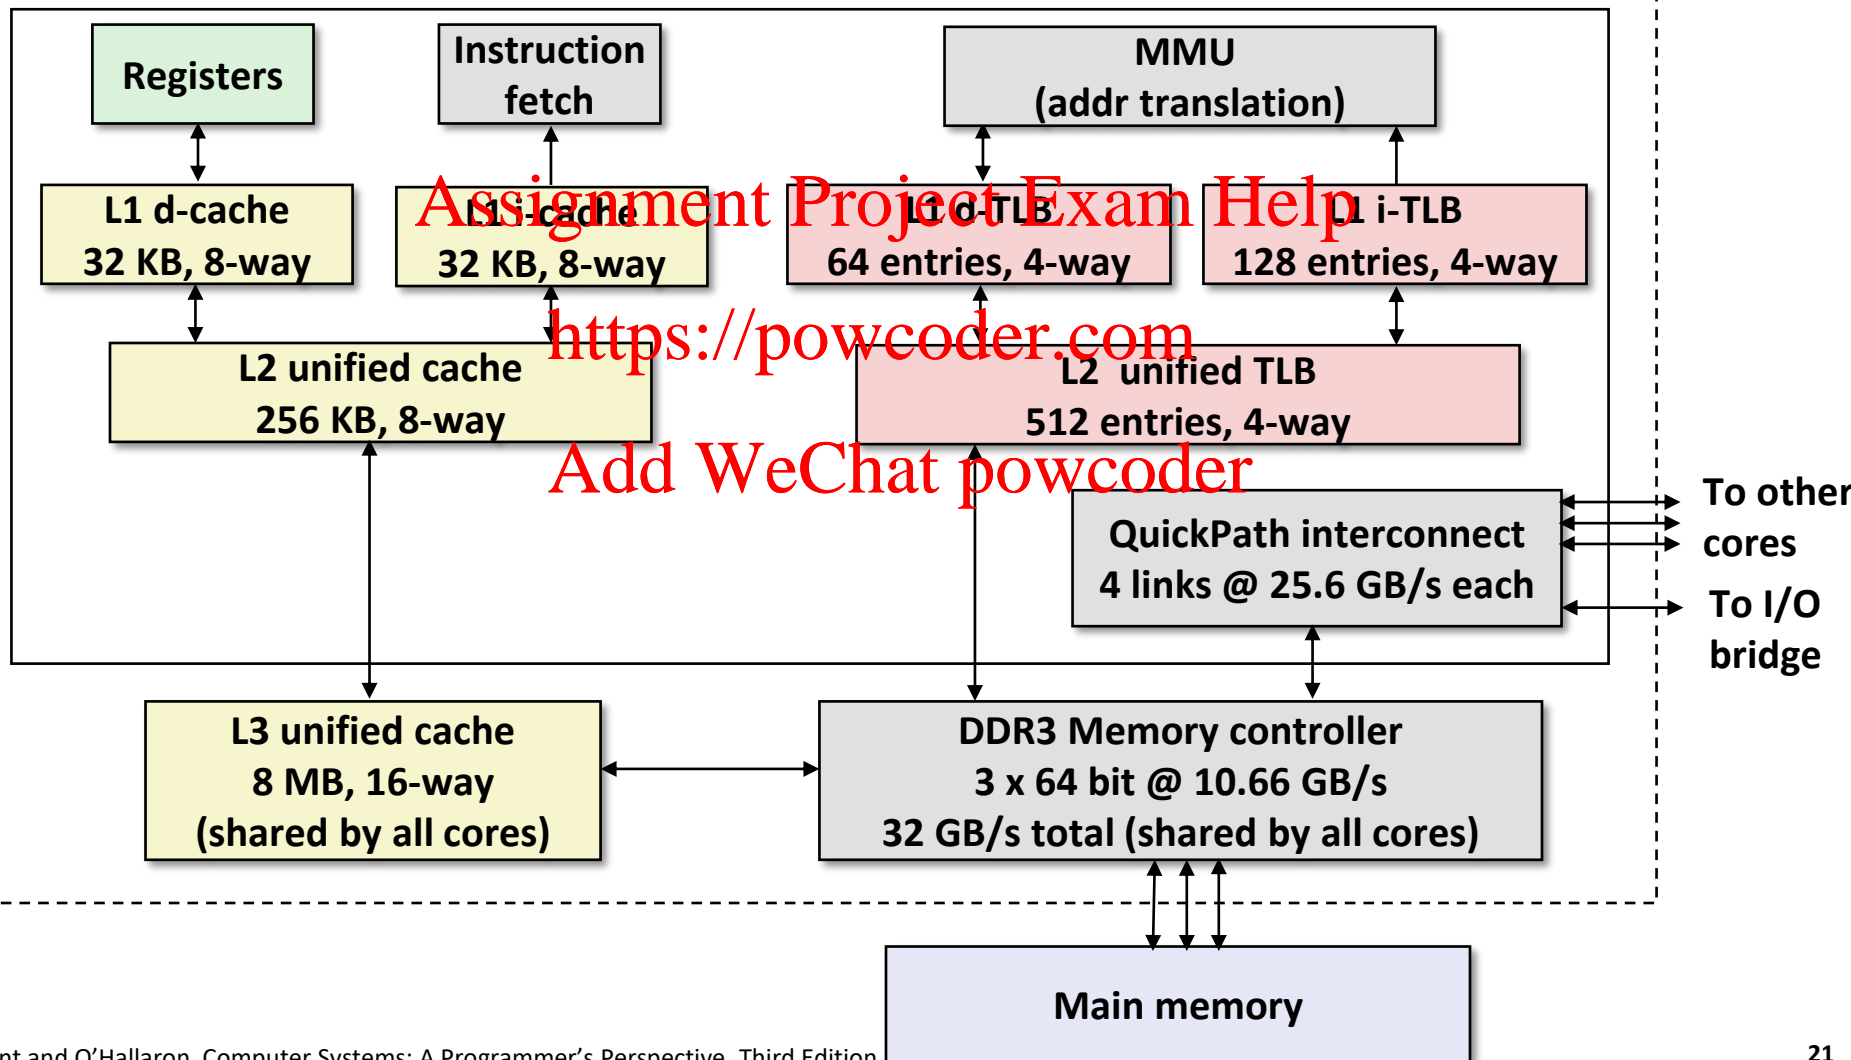 Registers
Instruction
fetch
MMU
(addr translation)
L1 d-cache
32 KB, 8-way
L1 i-cache
32 KB, 8-way
L1 d-TLB
64 entries, 4-way
L1 i-TLB
128 entries, 4-way
Assignment Project Exam Help
https://powcoder.com
L2 unified cache
256 KB, 8-way
L2  unified TLB
512 entries, 4-way
Add WeChat powcoder
QuickPath interconnect
4 links @ 25.6 GB/s each
To other
cores
To I/O
bridge
L3 unified cache
8 MB, 16-way
(shared by all cores)
DDR3 Memory controller
3 x 64 bit @ 10.66 GB/s
32 GB/s total (shared by all cores)
Main memory
nt and O'Hallaron, Computer Systems: A Programmer's Perspective, Third Edition
21